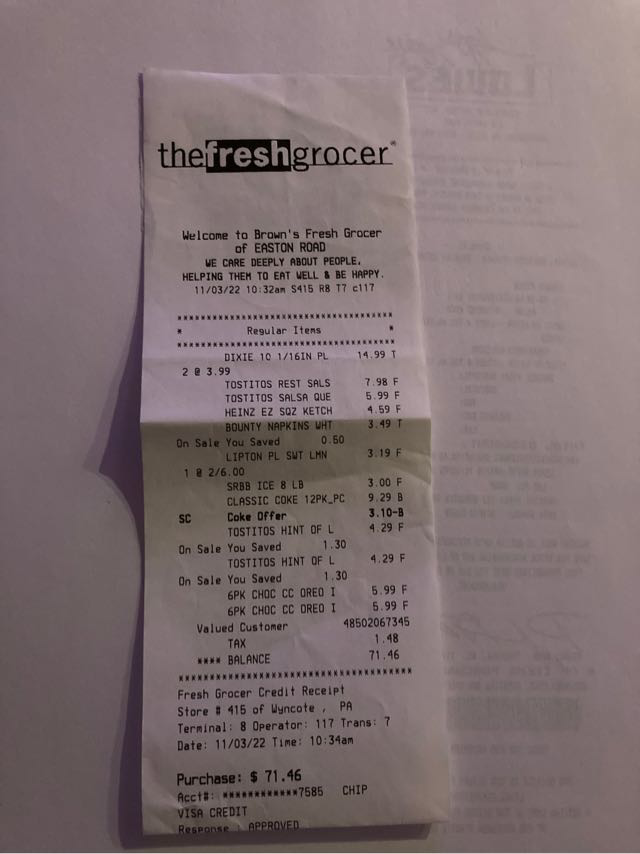 thefreshgrocer®
Welcome to Brown's Fresh Grocer
of EASTON ROAD
WE CARE DEEPLY ABOUT PEOPLE,
HELPING THEM TO EAT WELL & BE HAPPY.
11/03/22 10:32am S415 R8 T7 c117
****************************************
* Regular Items *
****************************************
DIXIE 10 1/16IN PL 14.99 T
2 @ 3.99
TOSTITOS REST SALS 7.98 F
TOSTITOS SALSA QUE 5.99 F
HEINZ EZ SQZ KETCH 4.59 F
BOUNTY NAPKINS WHT 3.49 T
On Sale You Saved 0.50
LIPTON PL SWT LMN 3.19 F
1 @ 2/6.00
SRBB ICE 8 LB 3.00 F
CLASSIC COKE 12PK_PC 9.29 B
SC Coke Offer 3.10-B
TOSTITOS HINT OF L 4.29 F
On Sale You Saved 1.30
TOSTITOS HINT OF L 4.29 F
On Sale You Saved 1.30
6PK CHOC CC OREO I 5.99 F
6PK CHOC CC OREO I 5.99 F
Valued Customer 48502067345
TAX 1.48
**** BALANCE 71.46
****************************************
Fresh Grocer Credit Receipt
Store # 415 of Wyncote , PA
Terminal: 8 Operator: 117 Trans: 7
Date: 11/03/22 Time: 10:34am
Purchase: $ 71.46
Acct#: ************7585 CHIP
VISA CREDIT
Response : APPROVED